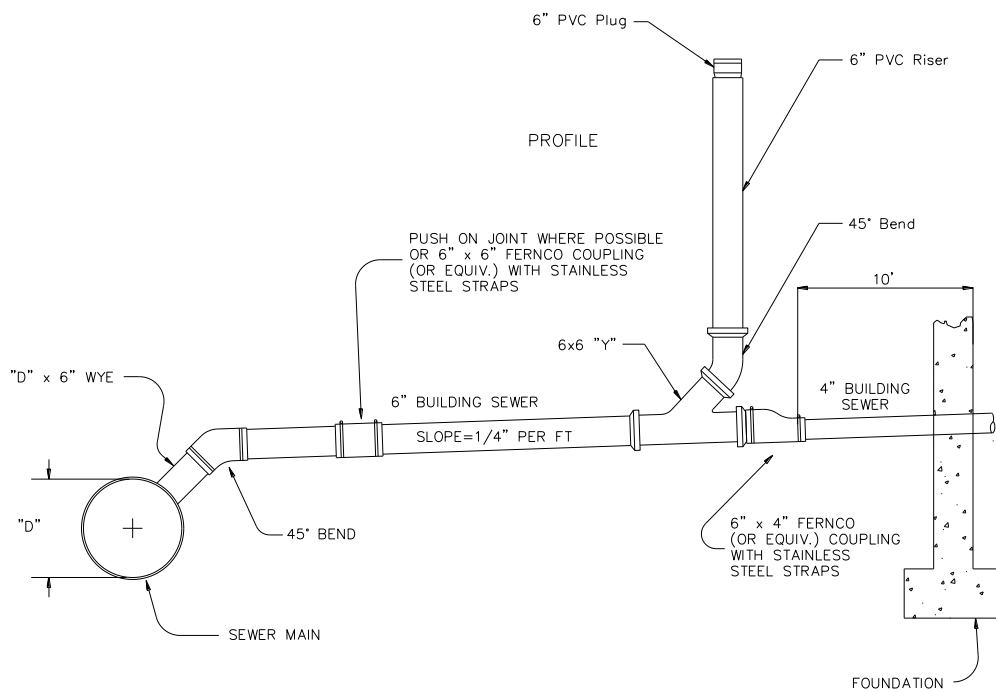 6" PVC Plug
6" PVC Riser
PROFILE
45° Bend
PUSH ON JOINT WHERE POSSIBLE
OR 6" x 6" FERNCO COUPLING
(OR EQUIV.) WITH STAINLESS
STEEL STRAPS
10'
6x6 "Y"
"D" x 6" WYE
6" BUILDING SEWER
4" BUILDING
SEWER
SLOPE=1/4" PER FT
"D"
45° BEND
6" x 4" FERNCO
(OR EQUIV.) COUPLING
WITH STAINLESS
STEEL STRAPS
SEWER MAIN
FOUNDATION